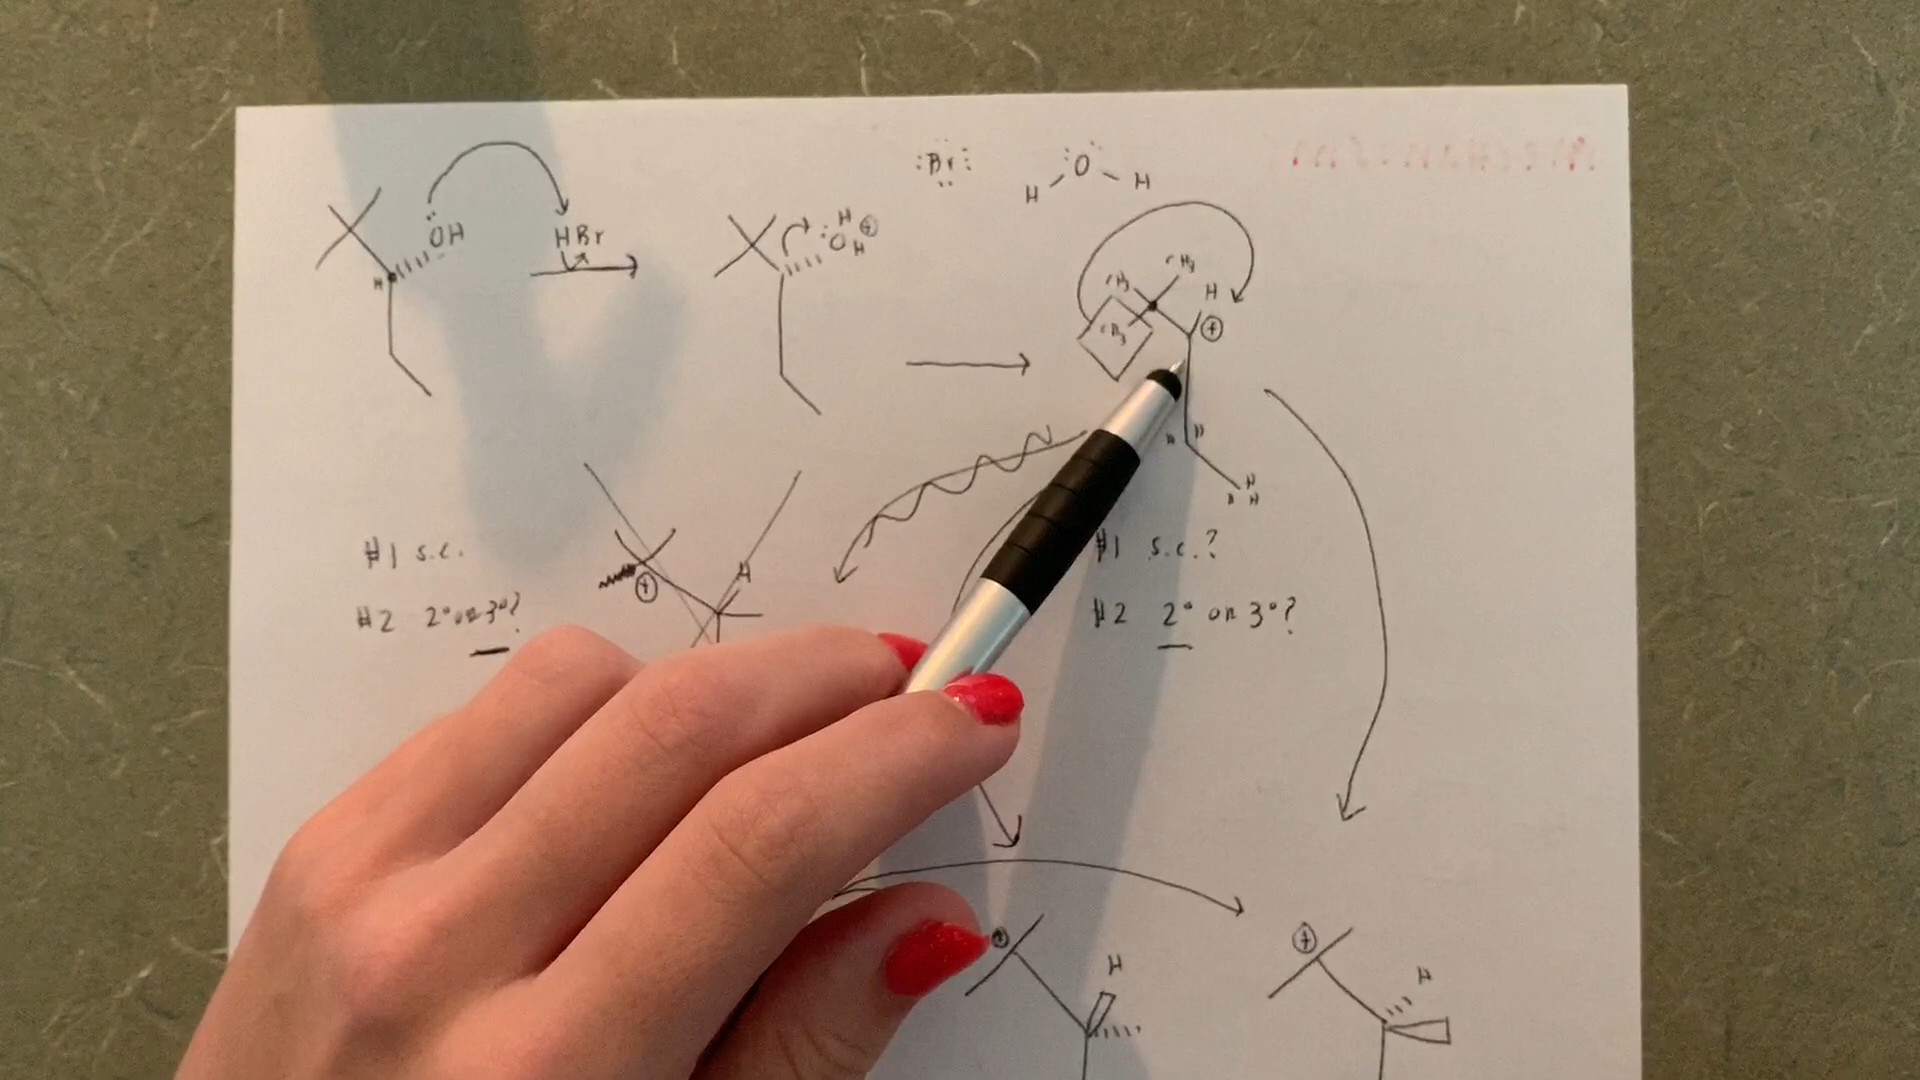 :Br:
H O H
OH
H
HBr
:O H H +
CH3 CH3
CH3
H
+
H H
H H H
#1 s.c.
#2 2° or 3°?
+
H
#1 s.c.?
#2 2° or 3°?
+
H
+
H